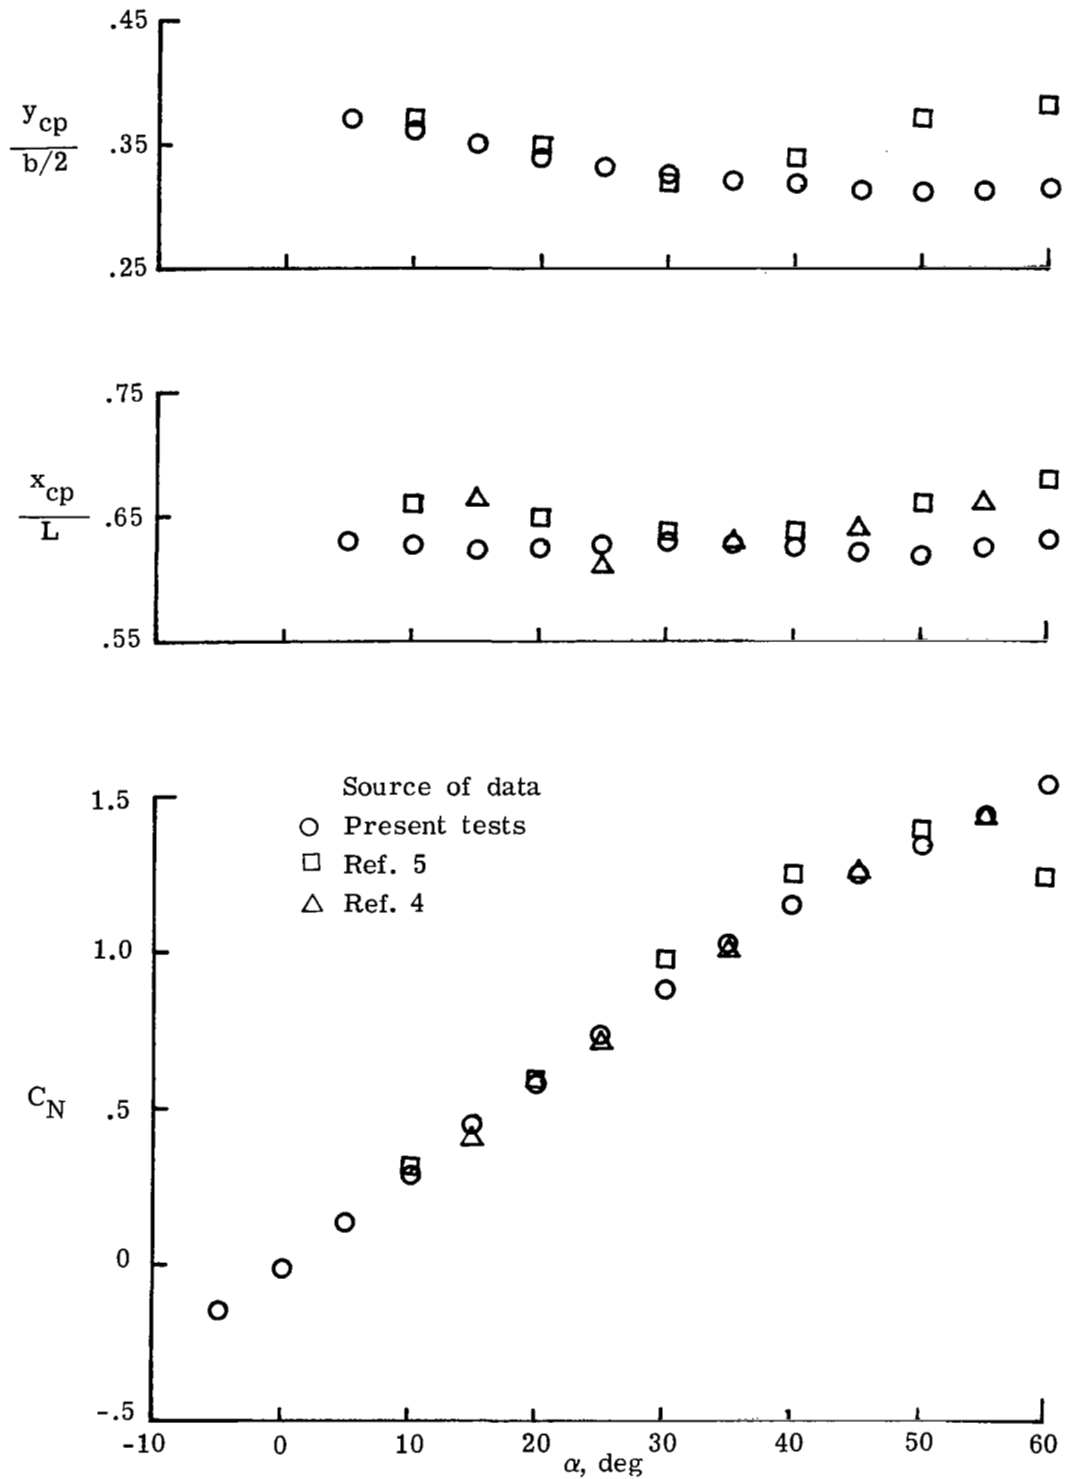 .45
y_cp
b/2
.35
.25
.75
x_cp
L
.65
.55
Source of data
Present tests
Ref. 5
Ref. 4
1.5
1.0
C_N
.5
0
-.5
-10 0 10 20 30 40 50 60
α, deg